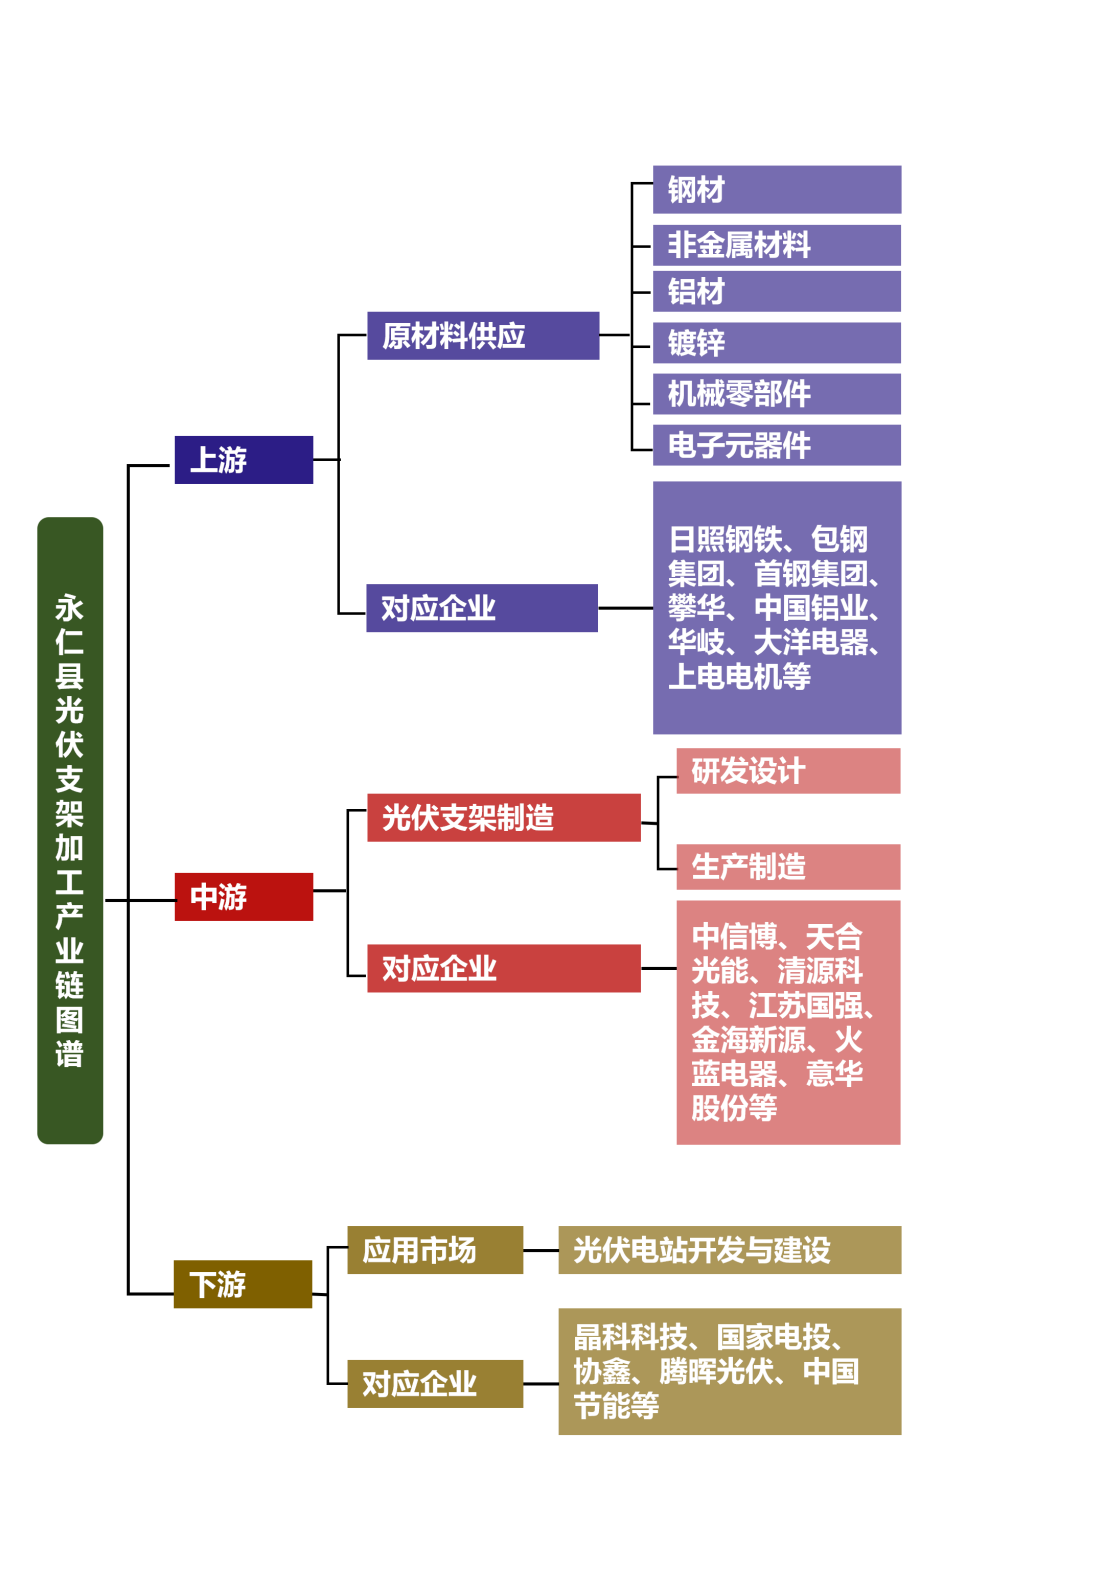 永仁县光伏支架加工产业链图谱
上游
原材料供应
钢材
非金属材料
铝材
镀锌
机械零部件
电子元器件
对应企业
日照钢铁、包钢
集团、首钢集团、
攀华、中国铝业、
华岐、大洋电器、
上电电机等
中游
光伏支架制造
研发设计
生产制造
对应企业
中信博、天合
光能、清源科
技、江苏国强、
金海新源、火
蓝电器、意华
股份等
下游
应用市场
光伏电站开发与建设
对应企业
晶科科技、国家电投、
协鑫、腾晖光伏、中国
节能等